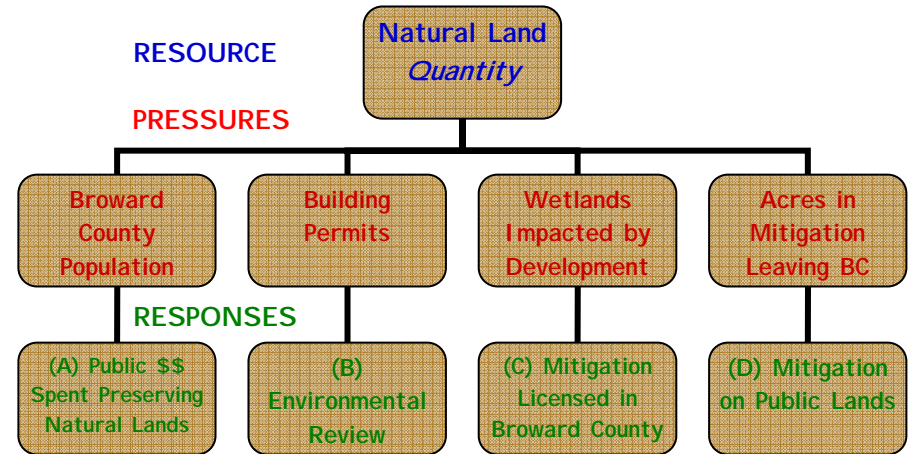 RESOURCE
Natural Land
Quantity
PRESSURES
Broward
County
Population
Building
Permits
Wetlands
Impacted by
Development
Acres in
Mitigation
Leaving BC
RESPONSES
(A) Public $$
Spent Preserving
Natural Lands
(B)
Environmental
Review
(C) Mitigation
Licensed in
Broward County
(D) Mitigation
on Public Lands